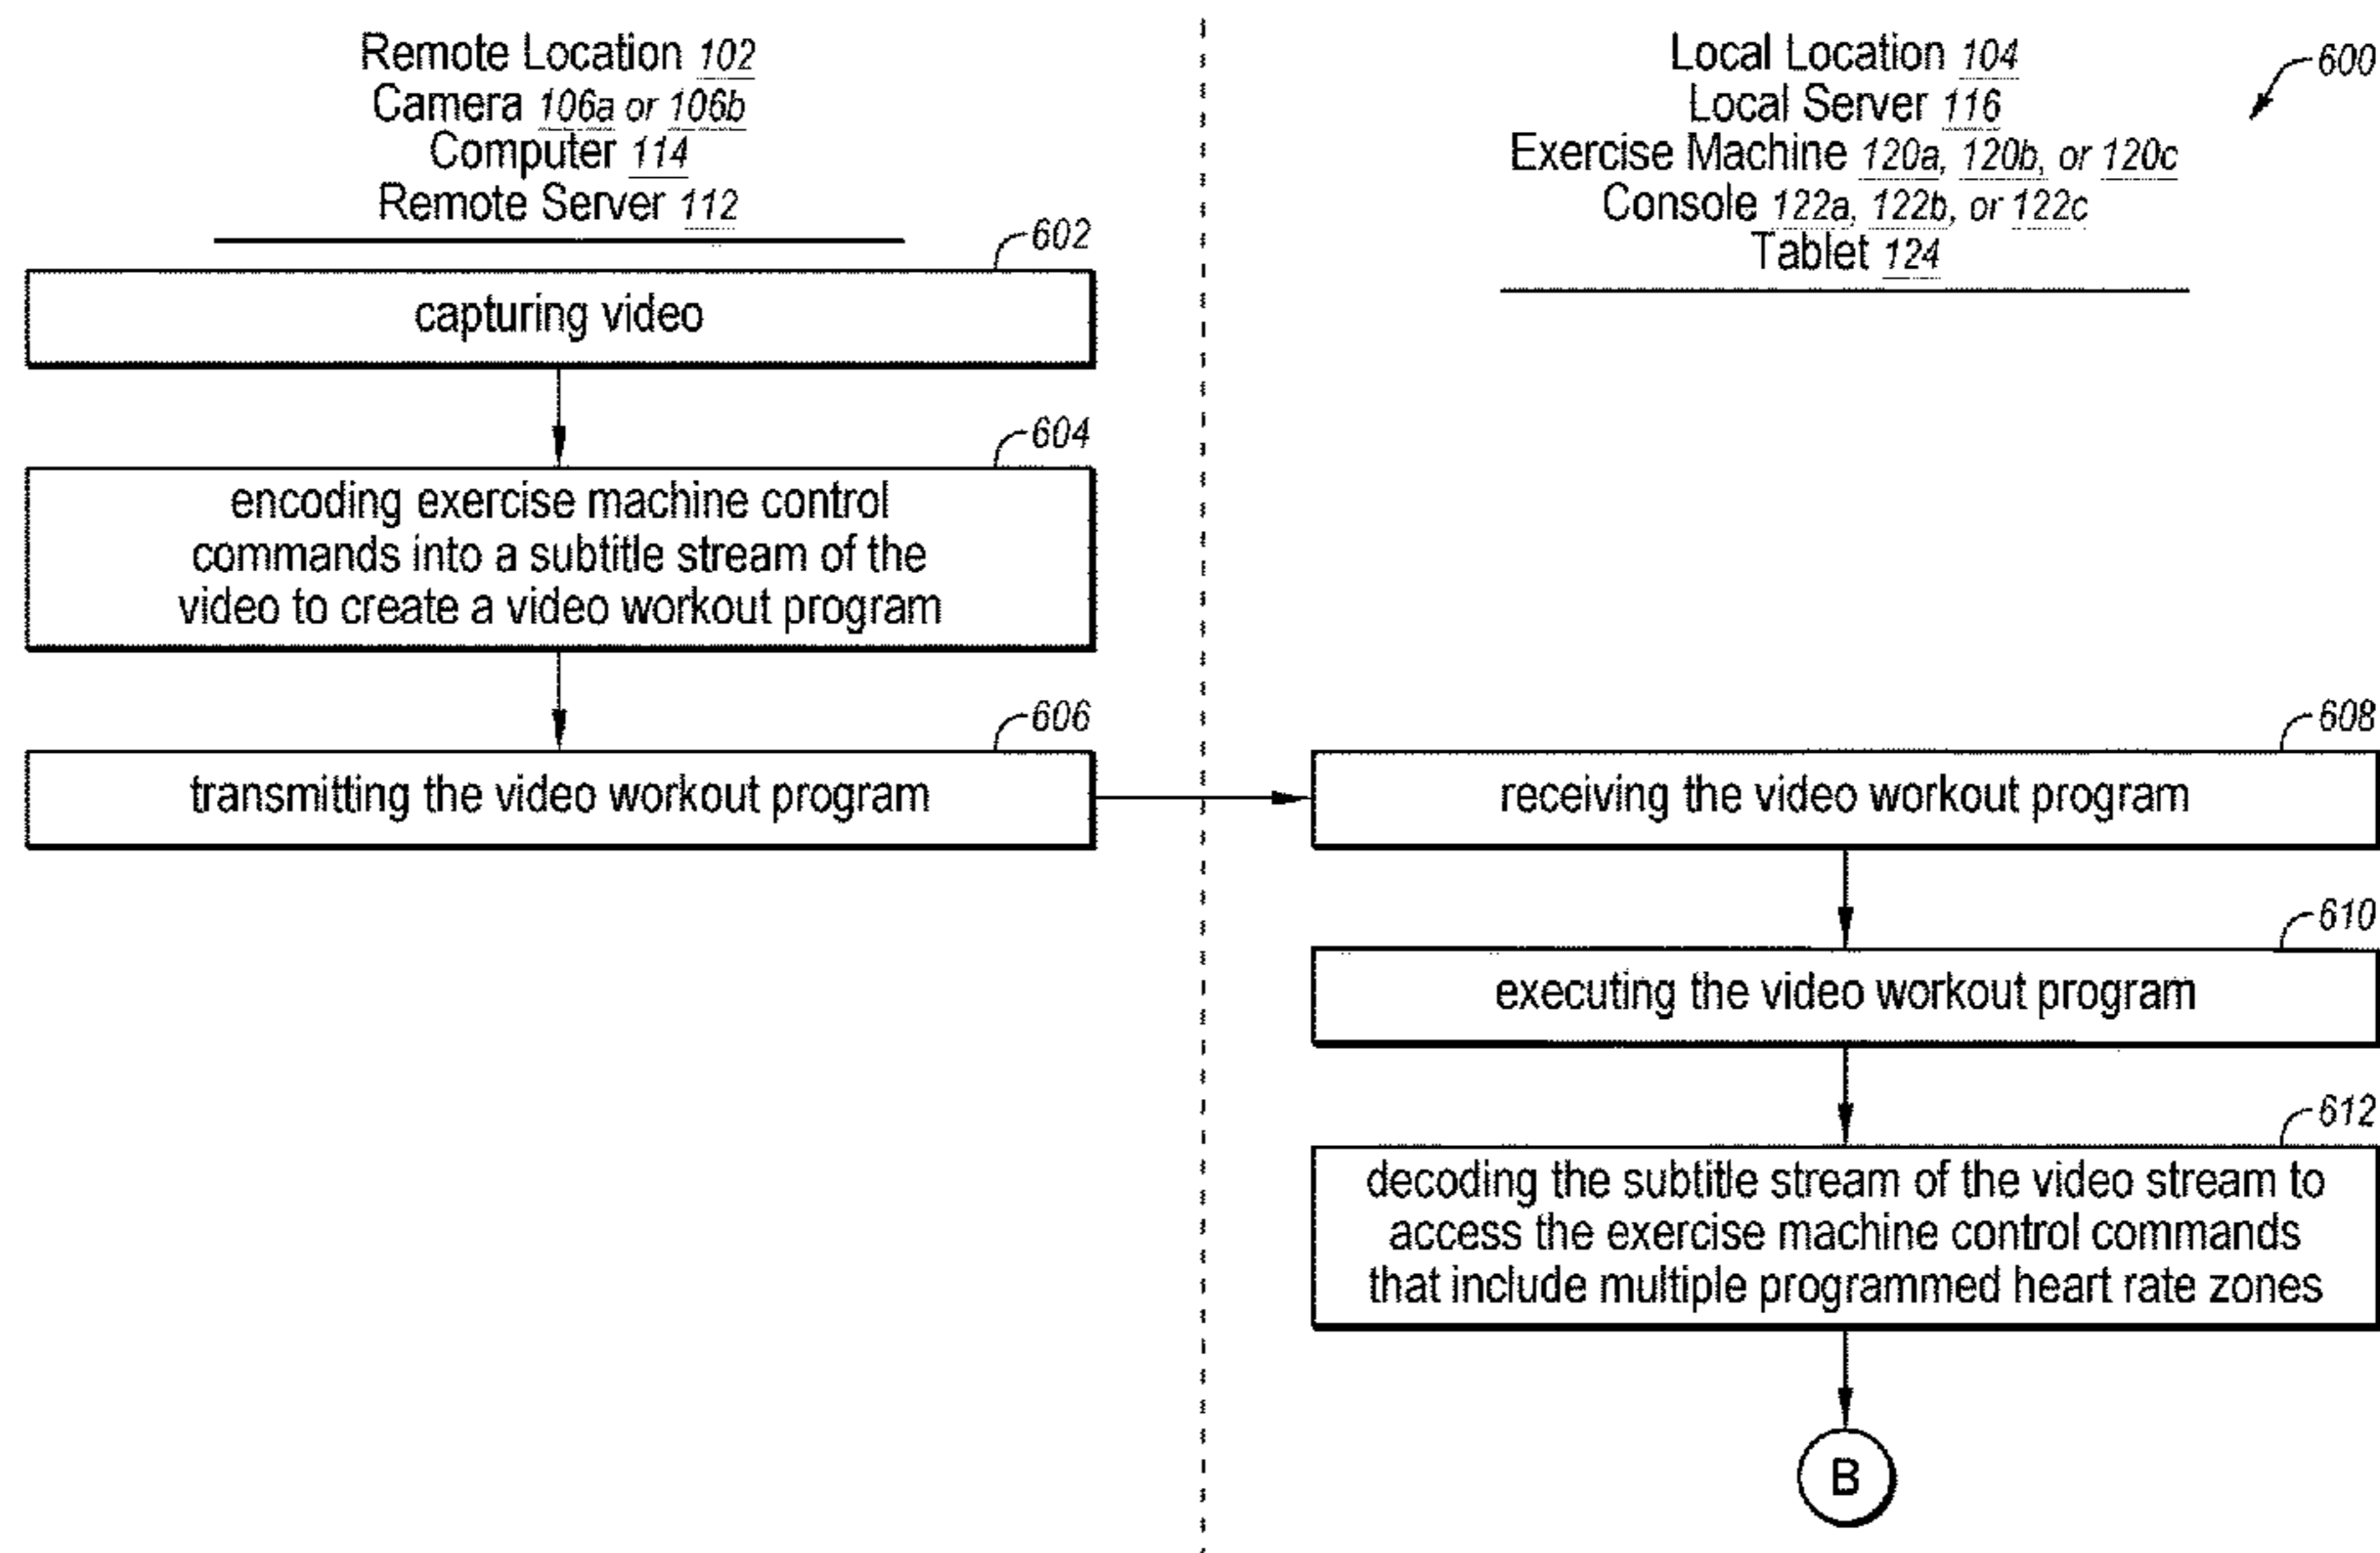 Remote Location 102
Camera 106a or 106b
Computer 114
Remote Server 112
Local Location 104
Local Server 116
Exercise Machine 120a, 120b, or 120c
Console 122a, 122b, or 122c
Tablet 124
600
602
capturing video
604
encoding exercise machine control
commands into a subtitle stream of the
video to create a video workout program
606
transmitting the video workout program
608
receiving the video workout program
610
executing the video workout program
612
decoding the subtitle stream of the video stream to
access the exercise machine control commands
that include multiple programmed heart rate zones
B